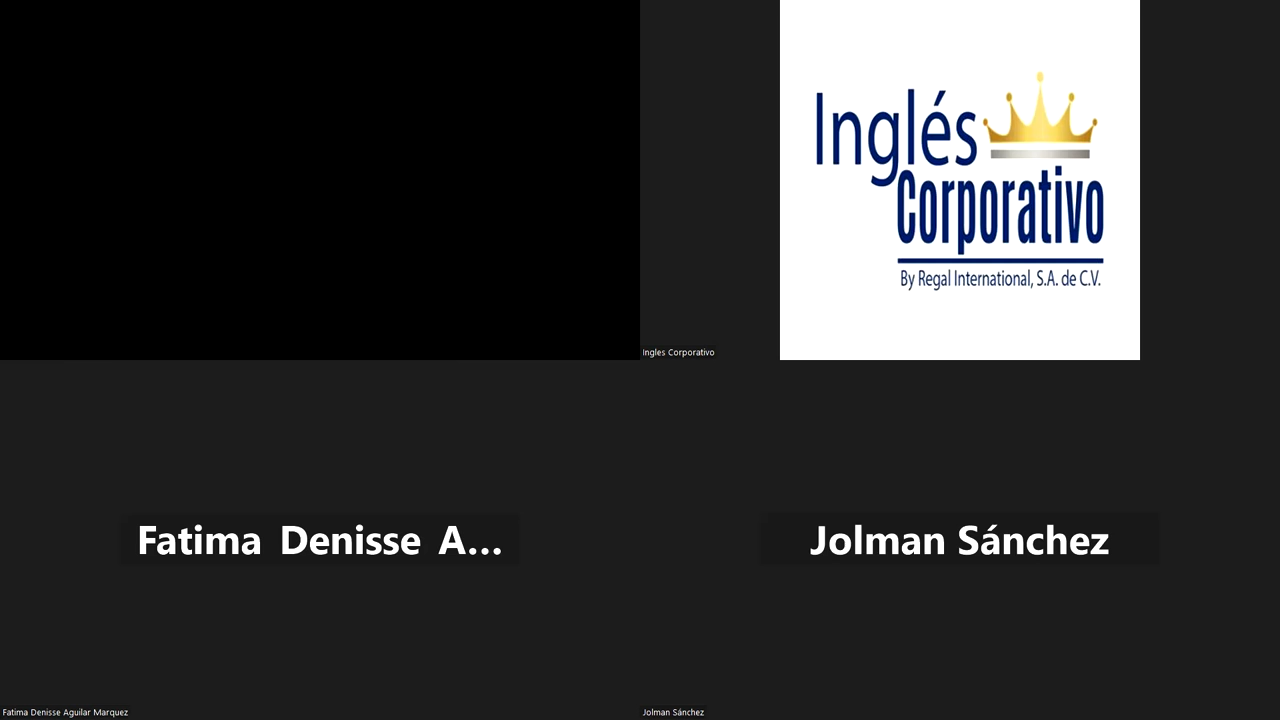 Inglés
Corporativo
By Regal International, S.A. de C.V.
Ingles Corporativo
Fatima Denisse A...
Jolman Sánchez
Fatima Denisse Aguilar Marquez
Jolman Sánchez